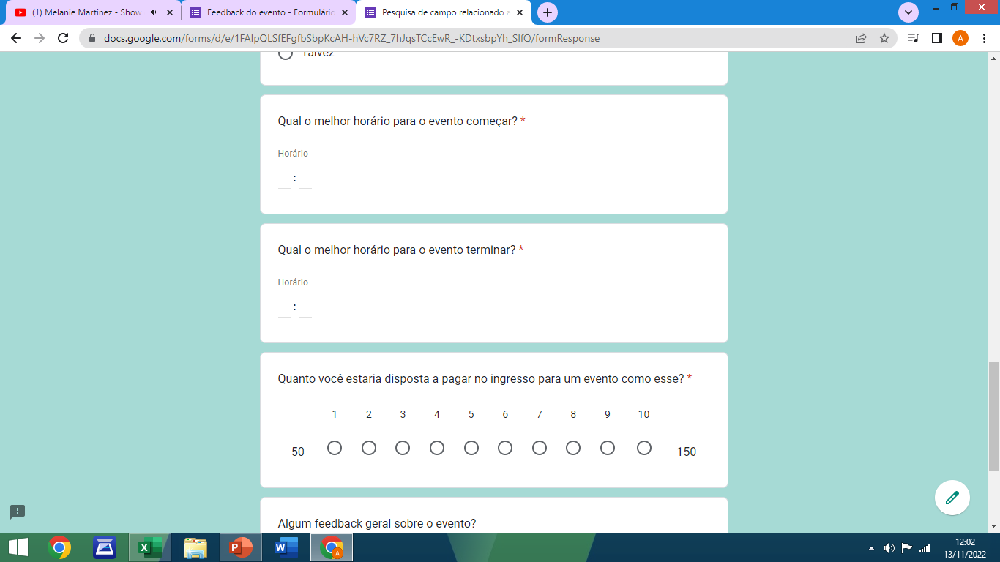 (1) Melanie Martinez - Show
Feedback do evento - Formulário
Pesquisa de campo relacionado a
docs.google.com/forms/d/e/1FAIpQLSfEFgfbSbpKcAH-hVc7RZ_7hJqsTCcEwR_-KDtxsbpYh_SIfQ/formResponse
A
Talvez
Qual o melhor horário para o evento começar? *
Horário
:
Qual o melhor horário para o evento terminar? *
Horário
:
Quanto você estaria disposta a pagar no ingresso para um evento como esse? *
1 2 3 4 5 6 7 8 9 10
50 150
Algum feedback geral sobre o evento?
12:02
13/11/2022